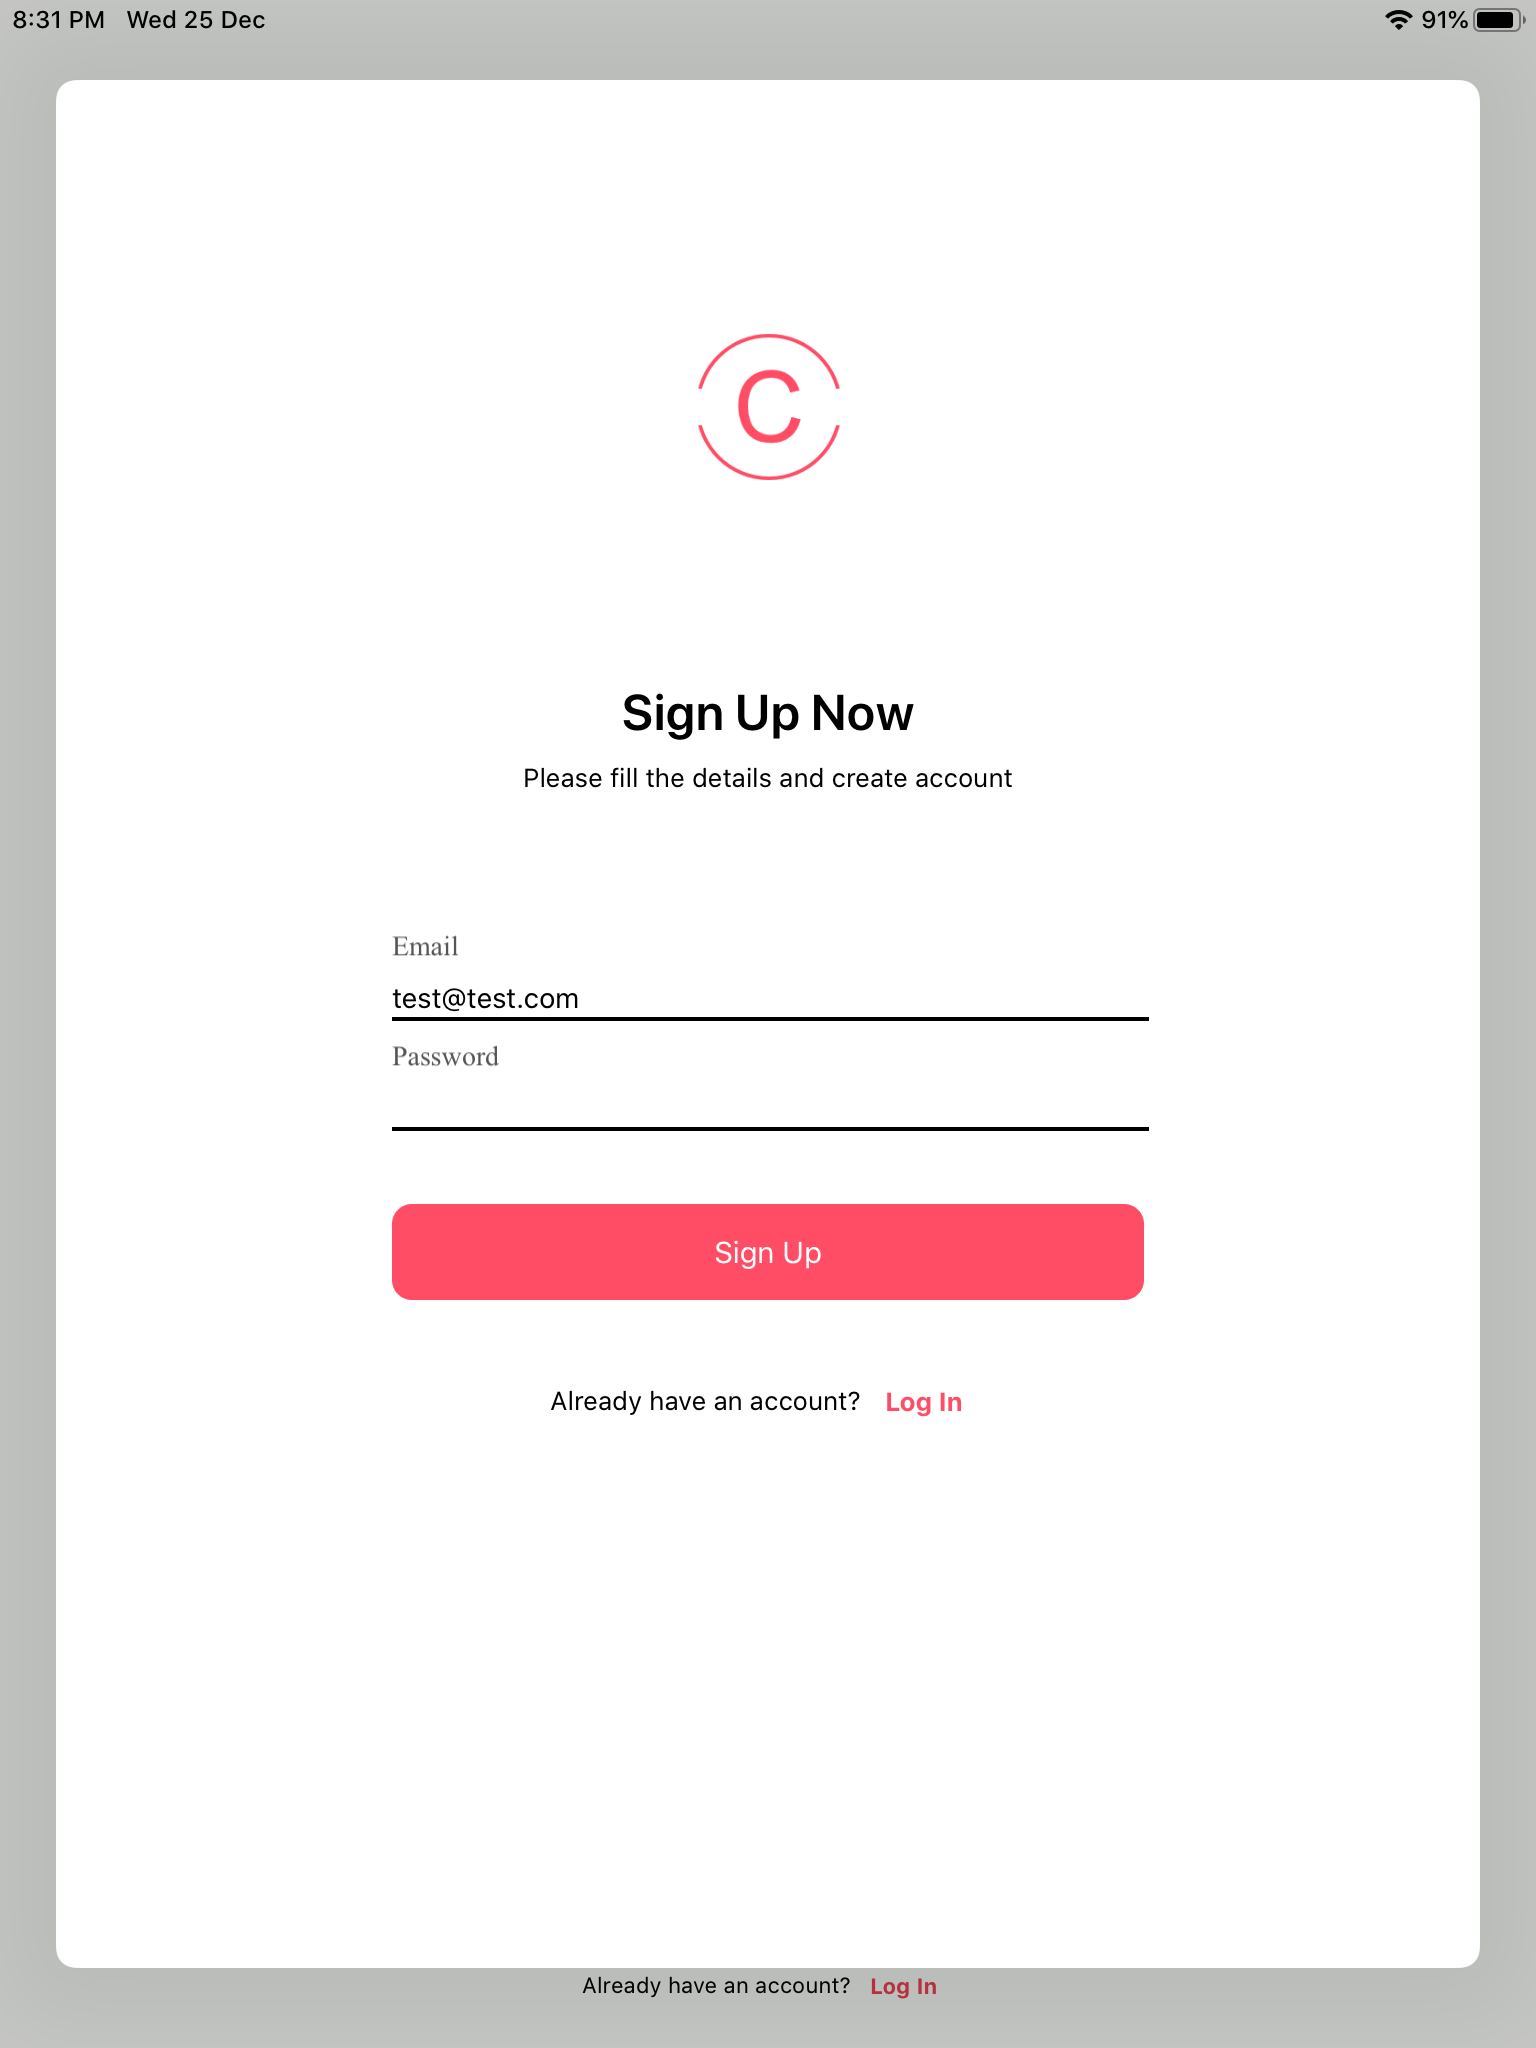 8:31 PM Wed 25 Dec 91%
C
Sign Up Now
Please fill the details and create account
Email
test@test.com
Password
Sign Up
Already have an account? Log In
Already have an account? Log In